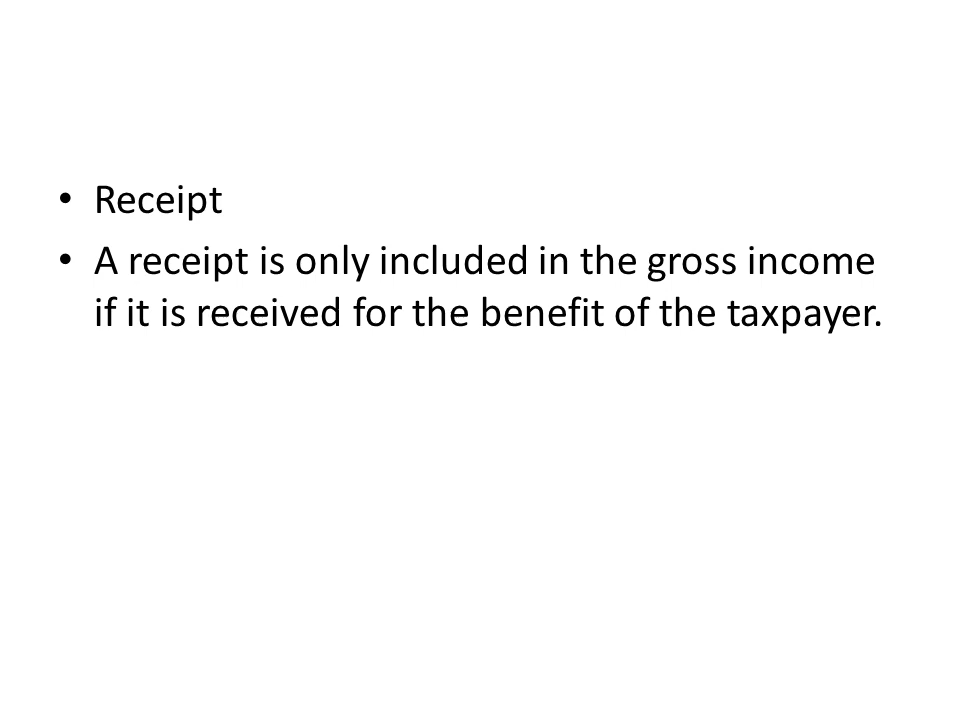 • Receipt
• A receipt is only included in the gross income
if it is received for the benefit of the taxpayer.